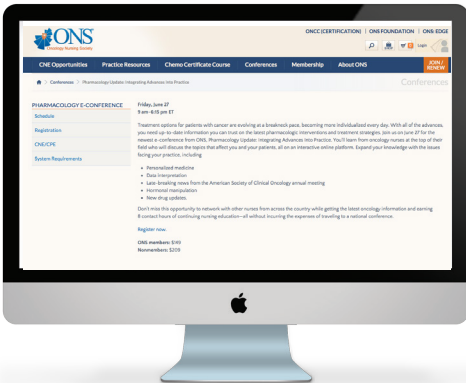 ONCC (CERTIFICATION) | ONS FOUNDATION | ONS: EDGE
ONS
Oncology Nursing Society
Login
CNE Opportunities Practice Resources Chemo Certificate Course Conferences Membership About ONS JOIN / RENEW
Conferences > Pharmacology Update: Integrating Advances into Practice
Conferences
PHARMACOLOGY E-CONFERENCE
Schedule
Registration
CNE/CPE
System Requirements
Friday, June 27
9 am-6:15 pm ET
Treatment options for patients with cancer are evolving at a breakneck pace, becoming more individualized every day. With all of the advances,
you need up-to-date information you can trust on the latest pharmacologic interventions and treatment strategies. Join us on June 27 for the
newest e-conference from ONS, Pharmacology Update: Integrating Advances Into Practice. You'll learn from oncology nurses at the top of their
field who will discuss the topics that affect you and your patients, all on an interactive online platform. Expand your knowledge with the issues
facing your practice, including
• Personalized medicine
• Data interpretation
• Late-breaking news from the American Society of Clinical Oncology annual meeting
• Hormonal manipulation
• New drug updates.
Don't miss this opportunity to network with other nurses from across the country while getting the latest oncology information and earning
8 contact hours of continuing nursing education—all without incurring the expenses of travelling to a national conference.
Register now.
ONS members: $149
Nonmembers: $209